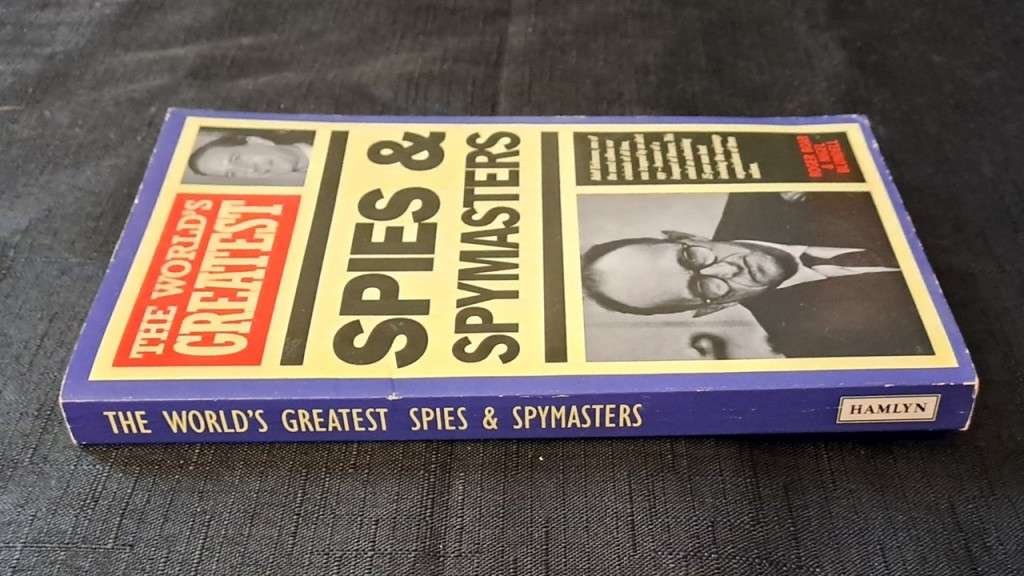 THE WORLD'S
GREATEST
SPIES &
SPYMASTERS
ROGER BOAR
& NIGEL
BLUNDELL
THE WORLD'S GREATEST SPIES & SPYMASTERS
HAMLYN